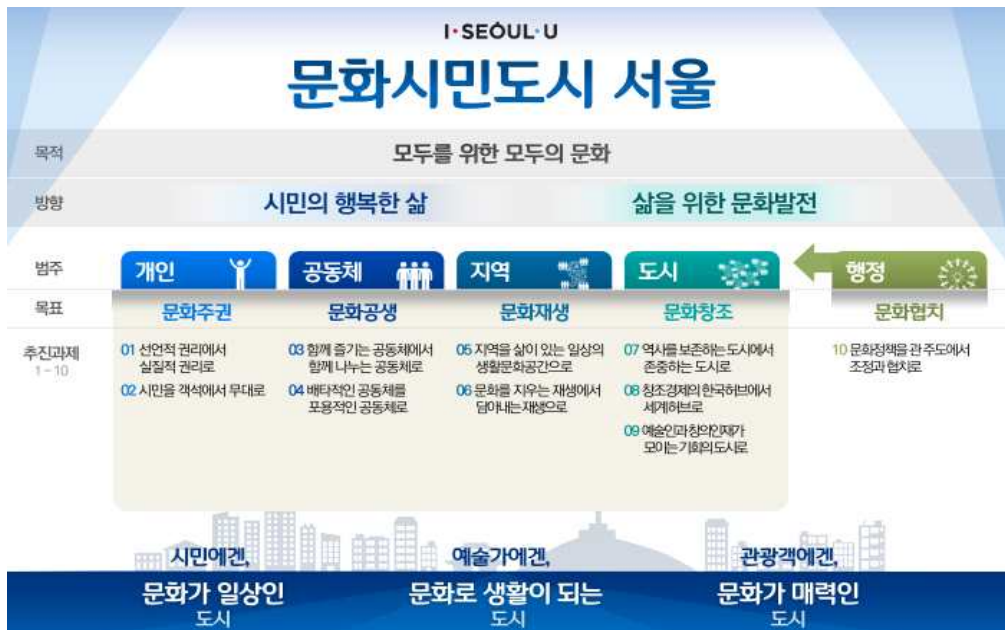 I·SEOUL·U
문화시민도시 서울
목적
모두를 위한 모두의 문화
방향
시민의 행복한 삶
삶을 위한 문화발전
범주
개인
공동체
지역
도시
행정
목표
문화주권
문화공생
문화재생
문화창조
문화협치
추진과제
1 - 10
01 선언적 권리에서
실질적 권리로
02 시민을 객석에서 무대로
03 함께 즐기는 공동체에서
함께 나누는 공동체로
04 배타적인 공동체를
포용적인 공동체로
05 지역을 삶이 있는 일상의
생활문화공간으로
06 문화를 지우는 재생에서
담아내는 재생으로
07 역사를 보존하는 도시에서
존중하는 도시로
08 창조경제의 한국허브에서
세계허브로
09 예술인과 창의인재가
모이는 기회의 도시로
10 문화정책을 관 주도에서
조정과 협치로
시민에겐,
문화가 일상인
도시
예술가에겐,
문화로 생활이 되는
도시
관광객에겐,
문화가 매력인
도시